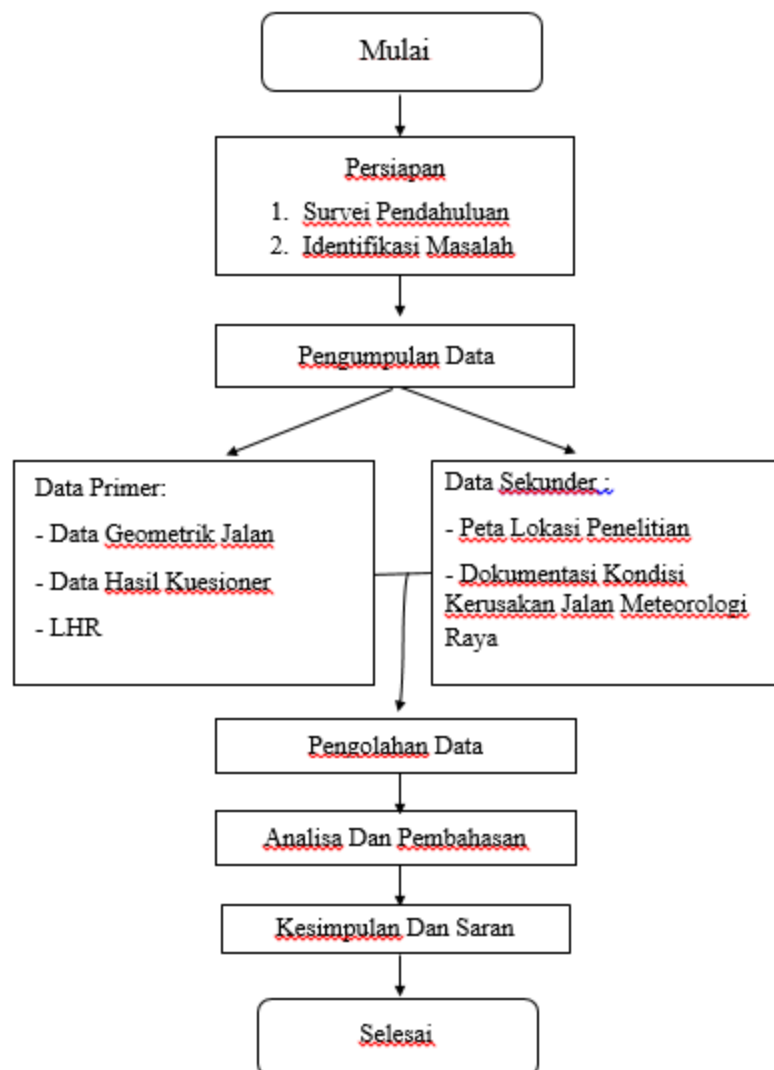 Mulai
Persiapan
1. Survei Pendahuluan
2. Identifikasi Masalah
Pengumpulan Data
Data Primer:
- Data Geometrik Jalan
- Data Hasil Kuesioner
- LHR
Data Sekunder :
- Peta Lokasi Penelitian
- Dokumentasi Kondisi
Kerusakan Jalan Meteorologi
Raya
Pengolahan Data
Analisa Dan Pembahasan
Kesimpulan Dan Saran
Selesai